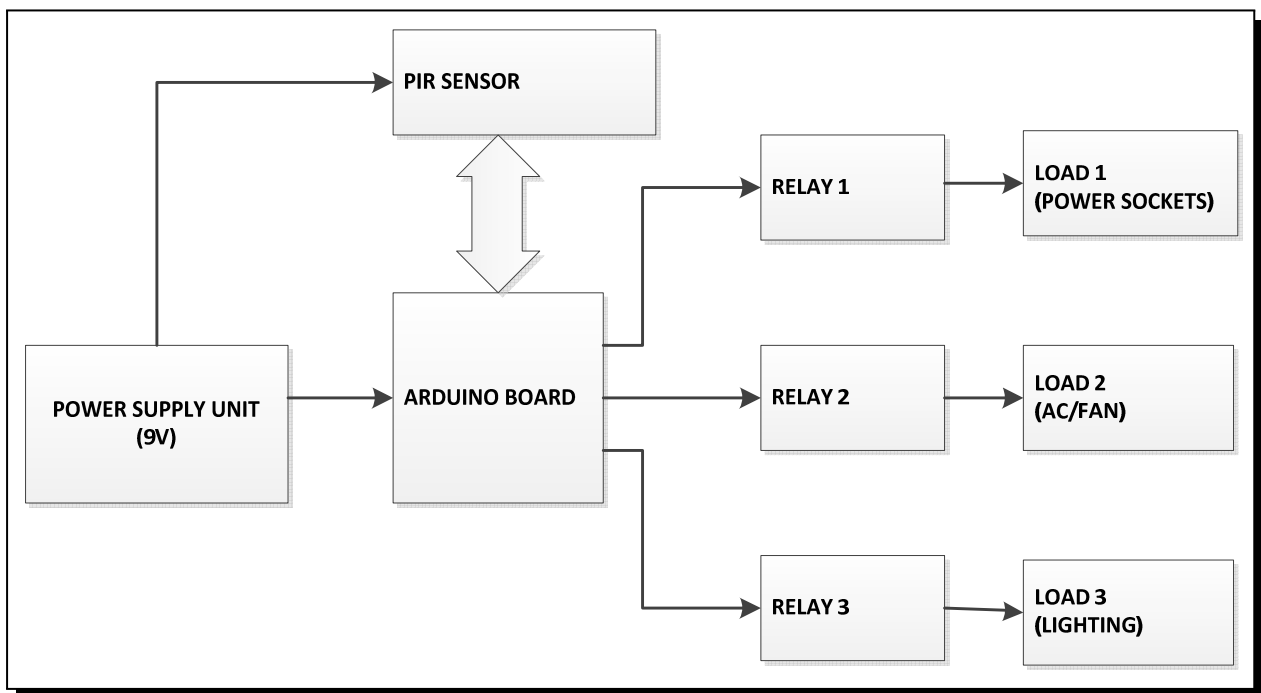 PIR SENSOR
RELAY 1
LOAD 1
(POWER SOCKETS)
POWER SUPPLY UNIT
(9V)
ARDUINO BOARD
RELAY 2
LOAD 2
(AC/FAN)
RELAY 3
LOAD 3
(LIGHTING)